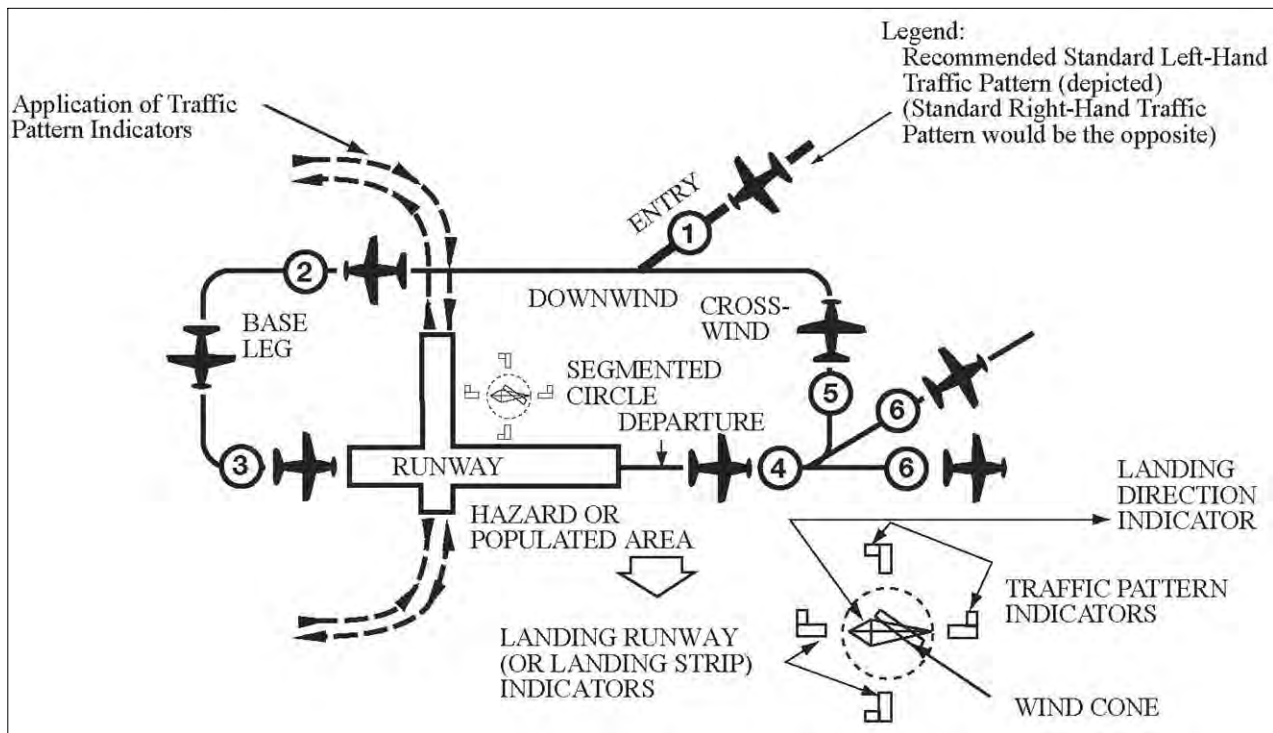 Legend:
Recommended Standard Left-Hand
Traffic Pattern (depicted)
(Standard Right-Hand Traffic
Pattern would be the opposite)
Application of Traffic
Pattern Indicators
ENTRY
1
2
DOWNWIND
CROSS-
WIND
BASE
LEG
SEGMENTED
CIRCLE
DEPARTURE
5
6
3
RUNWAY
4
6
HAZARD OR
POPULATED AREA
LANDING
DIRECTION
INDICATOR
TRAFFIC PATTERN
INDICATORS
LANDING RUNWAY
(OR LANDING STRIP)
INDICATORS
WIND CONE